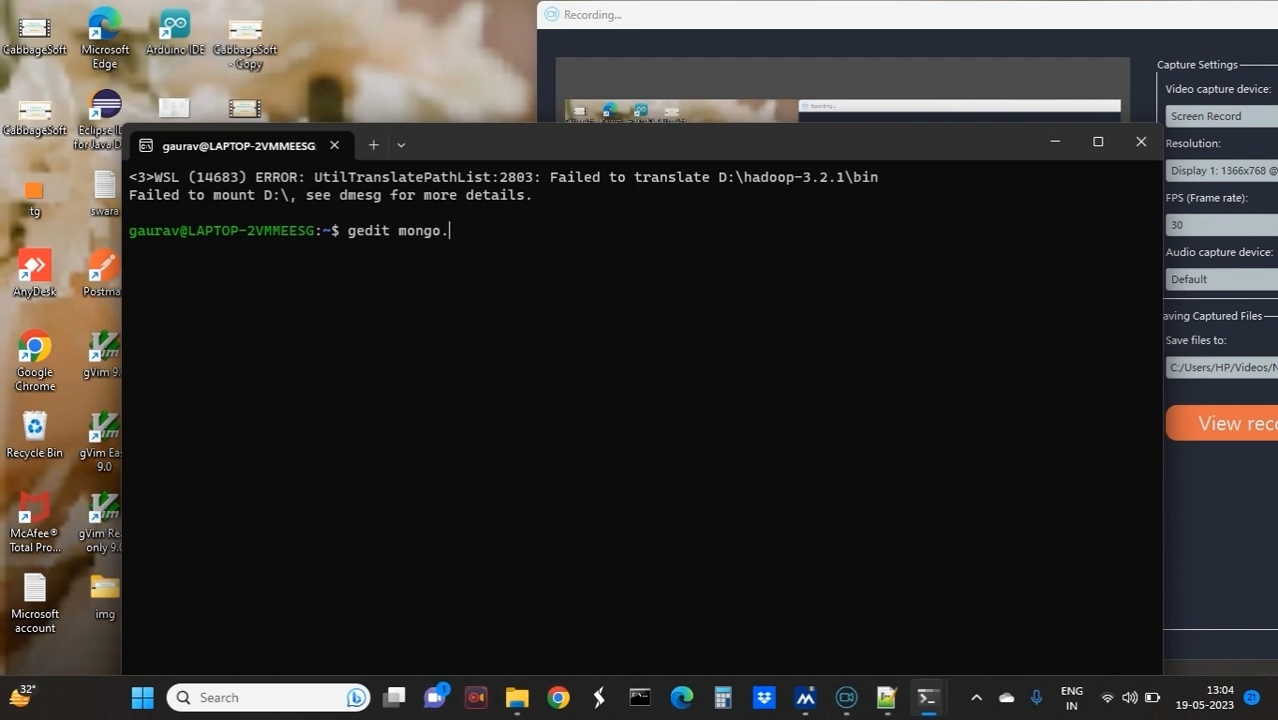 CabbageSoft
Microsoft
Edge
Arduino IDE
CabbageSoft
- Copy
Recording...
Capture Settings
Video capture device:
Screen Record
Resolution:
Display 1: 1366x768 @
FPS (Frame rate):
30
Audio capture device:
Default
aving Captured Files
Save files to:
C:/Users/HP/Videos/N
View reco
CabbageSoft
Eclipse ID
for Java D
tg
swara
AnyDesk
Postma
Google
Chrome
gVim 9.
Recycle Bin
gVim Ea
9.0
McAfee®
Total Pro...
gVim Rea
only 9.0
Microsoft
account
img
gaurav@LAPTOP-2VMMEESG:
<3>WSL (14683) ERROR: UtilTranslatePathList:2803: Failed to translate D:\hadoop-3.2.1\bin
Failed to mount D:\, see dmesg for more details.
gaurav@LAPTOP-2VMMEESG:~$ gedit mongo.
32°
Search
1
ENG
IN
13:04
19-05-2023
21